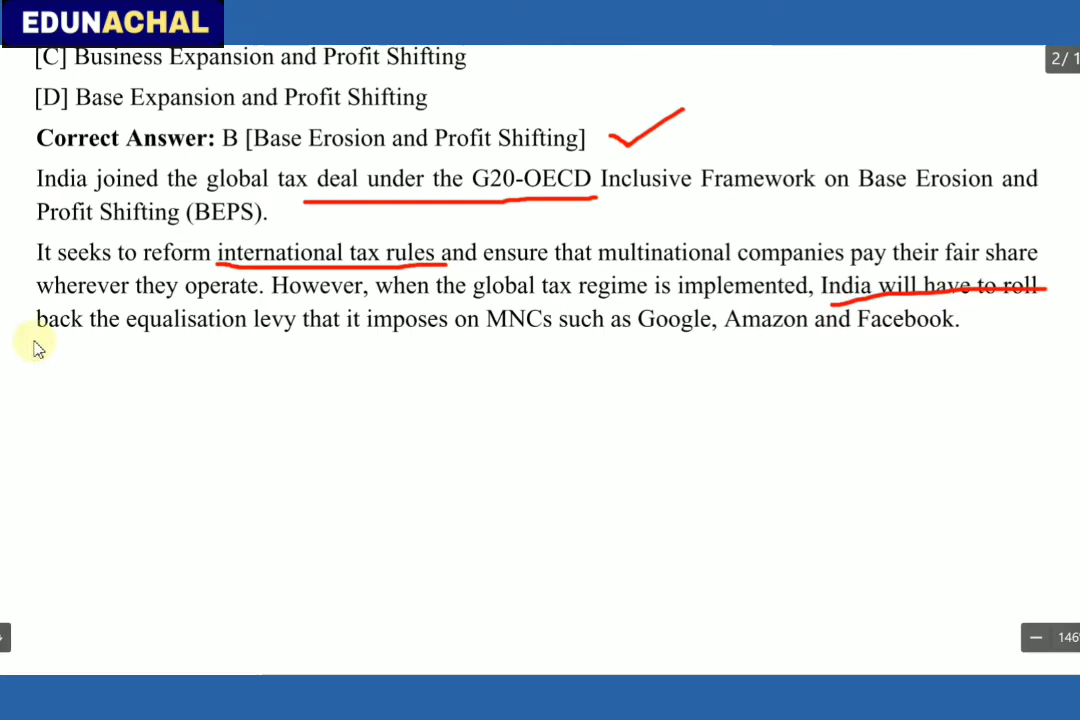 EDUNACHAL
[C] Business Expansion and Profit Shifting
2/ 1
[D] Base Expansion and Profit Shifting
Correct Answer: B [Base Erosion and Profit Shifting]
India joined the global tax deal under the G20-OECD Inclusive Framework on Base Erosion and
Profit Shifting (BEPS).
It seeks to reform international tax rules and ensure that multinational companies pay their fair share
wherever they operate. However, when the global tax regime is implemented, India will have to roll
back the equalisation levy that it imposes on MNCs such as Google, Amazon and Facebook.
146%